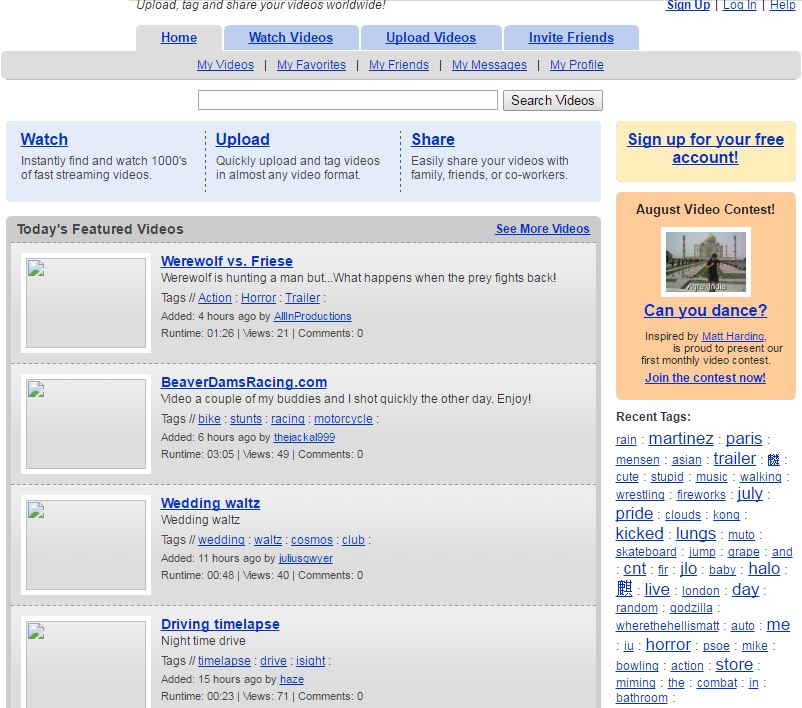 Upload, tag and share your videos worldwide!
Sign Up | Log In | Help
Home Watch Videos Upload Videos Invite Friends
My Videos | My Favorites | My Friends | My Messages | My Profile
Search Videos
Watch
Instantly find and watch 1000's
of fast streaming videos.
Upload
Quickly upload and tag videos
in almost any video format.
Share
Easily share your videos with
family, friends, or co-workers.
Today's Featured Videos See More Videos
Werewolf vs. Friese
Werewolf is hunting a man but...What happens when the prey fights back!
Tags // Action : Horror : Trailer :
Added: 4 hours ago by AllInProductions
Runtime: 01:26 | Views: 21 | Comments: 0
BeaverDamsRacing.com
Video a couple of my buddies and I shot quickly the other day. Enjoy!
Tags // bike : stunts : racing : motorcycle :
Added: 6 hours ago by thejackal999
Runtime: 03:05 | Views: 49 | Comments: 0
Wedding waltz
Wedding waltz
Tags // wedding : waltz : cosmos : club :
Added: 11 hours ago by juliusgwyer
Runtime: 00:48 | Views: 40 | Comments: 0
Driving timelapse
Night time drive
Tags // timelapse : drive : isight :
Added: 15 hours ago by haze
Runtime: 00:23 | Views: 71 | Comments: 0
Sign up for your free
account!
August Video Contest!
Agra, India
Can you dance?
Inspired by Matt Harding,
is proud to present our
first monthly video contest.
Join the contest now!
Recent Tags:
rain : martinez : paris :
mensen : asian : trailer : 麟 :
cute : stupid : music : walking :
wrestling : fireworks : july :
pride : clouds : kong :
kicked : lungs : muto :
skateboard : jump : grape : and
: cnt : fir : jlo : baby : halo :
麒 : live : london : day :
random : godzilla :
wherethehellismatt : auto : me
: iu : horror : psoe : mike :
bowling : action : store :
miming : the : combat : in :
bathroom :